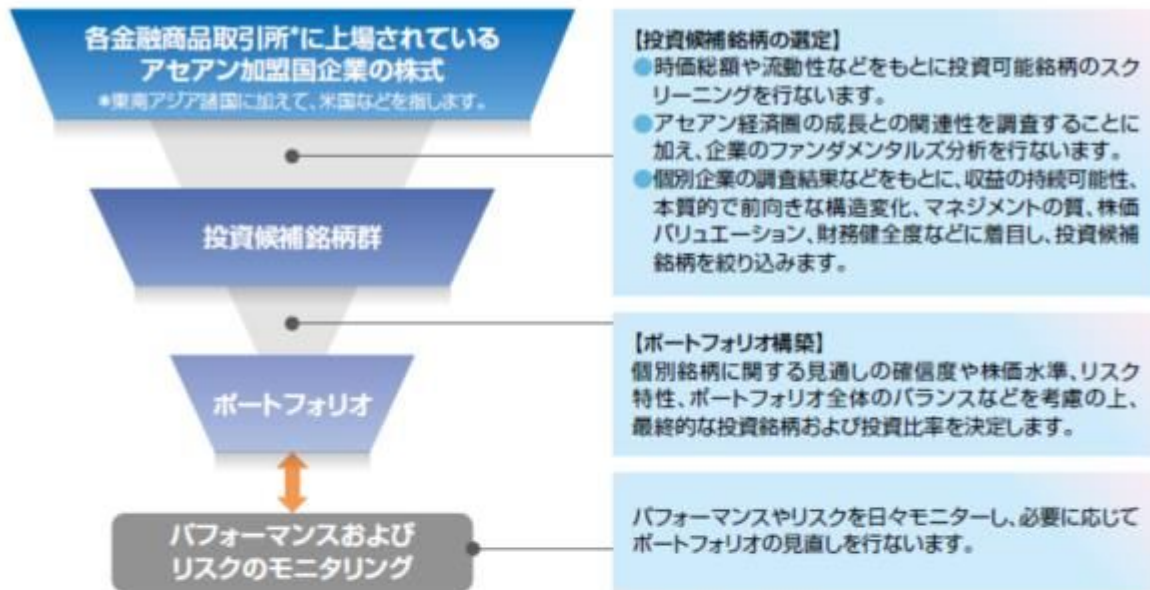 各金融商品取引所*に上場されている
アセアン加盟国企業の株式
*東南アジア諸国に加えて、米国などを指します。
【投資候補銘柄の選定】
●時価総額や流動性などをもとに投資可能銘柄のスク
リーニングを行ないます。
●アセアン経済圏の成長との関連性を調査することに
加え、企業のファンダメンタルズ分析を行ないます。
●個別企業の調査結果などをもとに、収益の持続可能性、
本質的で前向きな構造変化、マネジメントの質、株価
バリュエーション、財務健全度などに着目し、投資候補
銘柄を絞り込みます。
投資候補銘柄群
【ポートフォリオ構築】
個別銘柄に関する見通しの確信度や株価水準、リスク
特性、ポートフォリオ全体のバランスなどを考慮の上、
最終的な投資銘柄および投資比率を決定します。
ポートフォリオ
パフォーマンスおよび
リスクのモニタリング
パフォーマンスやリスクを日々モニターし、必要に応じて
ポートフォリオの見直しを行ないます。